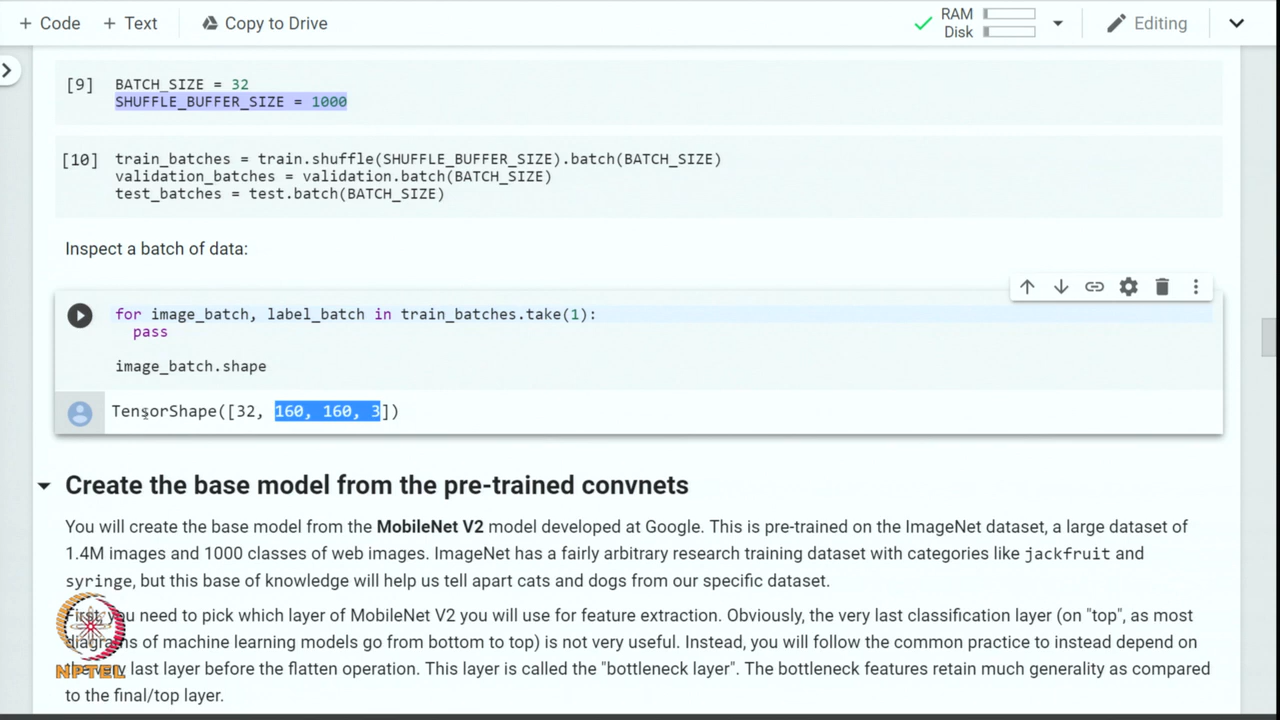 + Code + Text Copy to Drive RAM Disk Editing
[9] BATCH_SIZE = 32
SHUFFLE_BUFFER_SIZE = 1000
[10] train_batches = train.shuffle(SHUFFLE_BUFFER_SIZE).batch(BATCH_SIZE)
validation_batches = validation.batch(BATCH_SIZE)
test_batches = test.batch(BATCH_SIZE)
Inspect a batch of data:
for image_batch, label_batch in train_batches.take(1):
pass
image_batch.shape
TensorShape([32, 160, 160, 3])
Create the base model from the pre-trained convnets
You will create the base model from the MobileNet V2 model developed at Google. This is pre-trained on the ImageNet dataset, a large dataset of
1.4M images and 1000 classes of web images. ImageNet has a fairly arbitrary research training dataset with categories like jackfruit and
syringe, but this base of knowledge will help us tell apart cats and dogs from our specific dataset.
First, you need to pick which layer of MobileNet V2 you will use for feature extraction. Obviously, the very last classification layer (on "top", as most
diagrams of machine learning models go from bottom to top) is not very useful. Instead, you will follow the common practice to instead depend on
last layer before the flatten operation. This layer is called the "bottleneck layer". The bottleneck features retain much generality as compared
to the final/top layer.
NPTEL